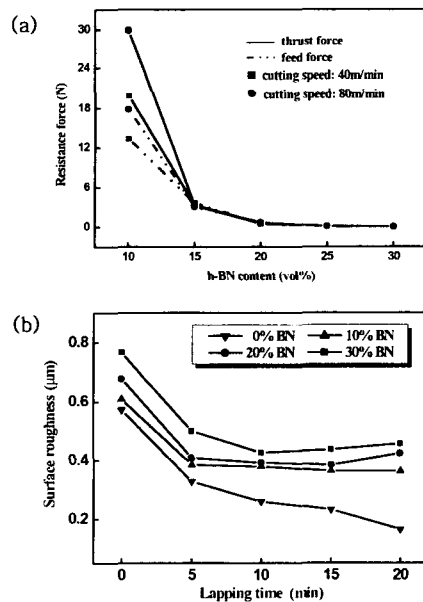 (a)
30
24
18
12
6
0
Resistance force (N)
thrust force
feed force
cutting speed: 40m/min
cutting speed: 80m/min
10 15 20 25 30
h-BN content (vol%)
(b)
0.8
0.6
0.4
0.2
Surface roughness (μm)
0% BN 10% BN
20% BN 30% BN
0 5 10 15 20
Lapping time (min)